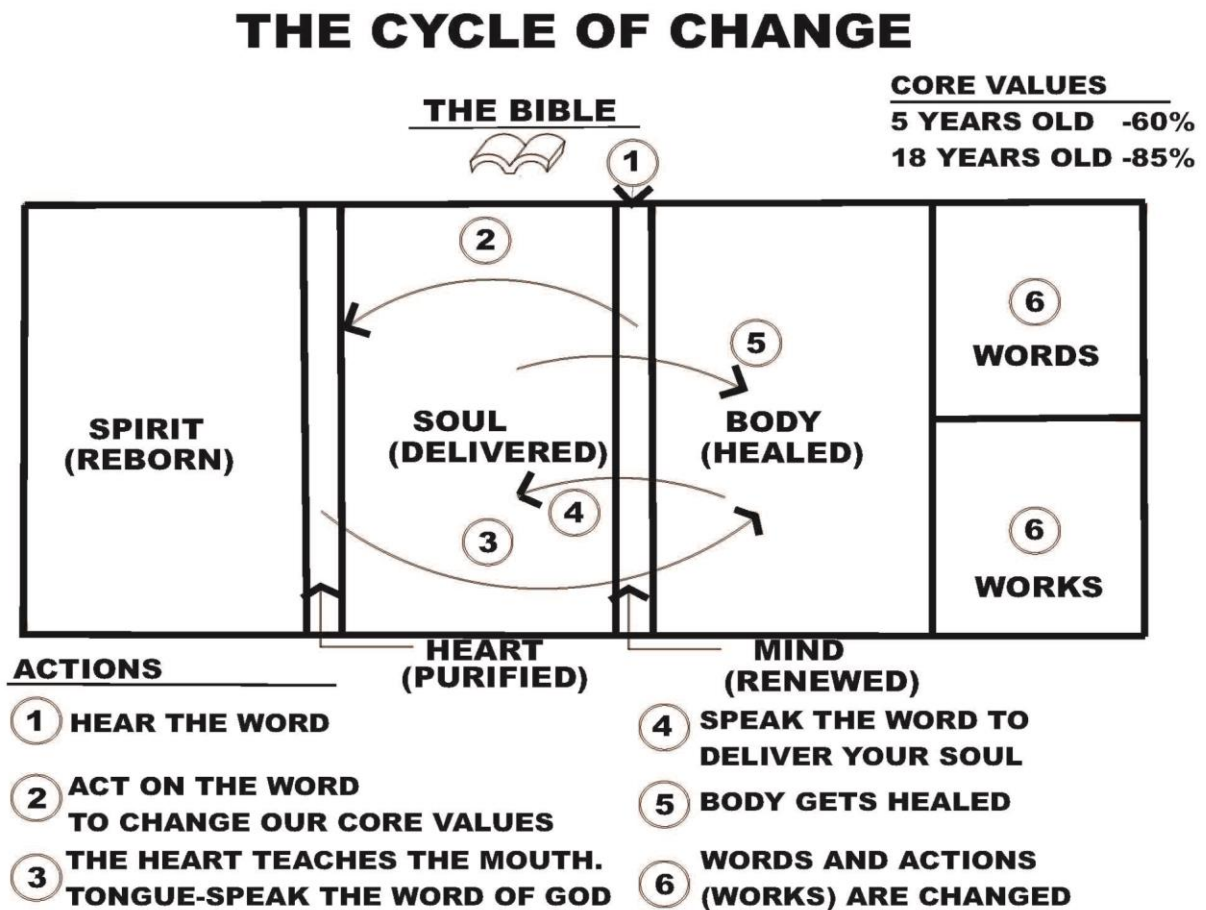 THE CYCLE OF CHANGE
THE BIBLE
CORE VALUES
5 YEARS OLD -60%
18 YEARS OLD -85%
1
2
5
6
WORDS
SPIRIT
(REBORN)
SOUL
(DELIVERED)
BODY
(HEALED)
4
3
6
WORKS
HEART
(PURIFIED)
MIND
(RENEWED)
ACTIONS
1 HEAR THE WORD
2 ACT ON THE WORD
TO CHANGE OUR CORE VALUES
3 THE HEART TEACHES THE MOUTH.
TONGUE-SPEAK THE WORD OF GOD
4 SPEAK THE WORD TO
DELIVER YOUR SOUL
5 BODY GETS HEALED
6 WORDS AND ACTIONS
(WORKS) ARE CHANGED